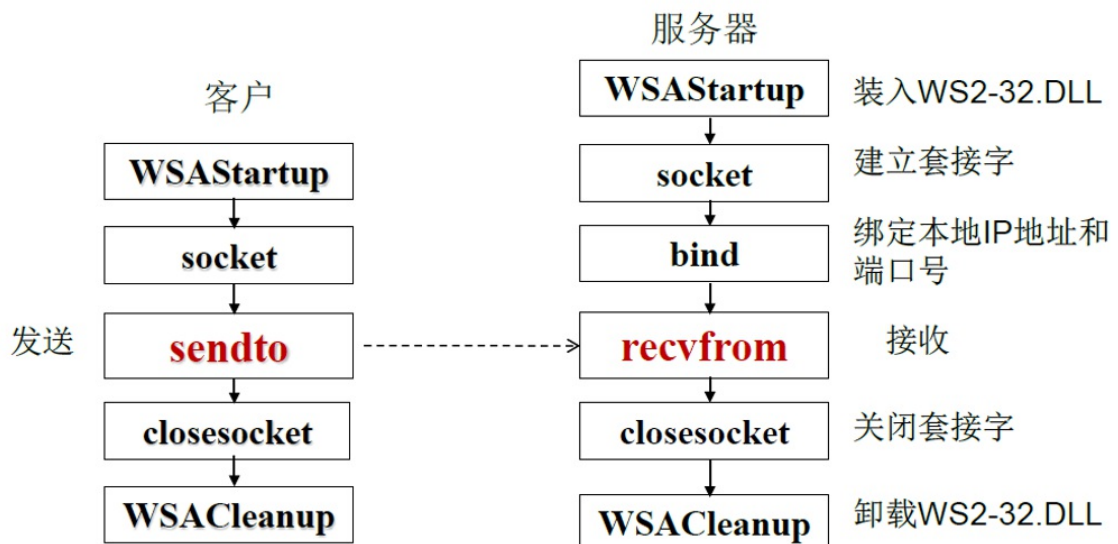 服务器
客户
WSAStartup
装入WS2-32.DLL
WSAStartup
socket
建立套接字
socket
bind
绑定本地IP地址和
端口号
发送
sendto
recvfrom
接收
closesocket
closesocket
关闭套接字
WSACleanup
WSACleanup
卸载WS2-32.DLL